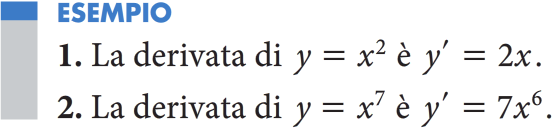 ESEMPIO
1. La derivata di y = x² è y′ = 2x.
2. La derivata di y = x⁷ è y′ = 7x⁶.